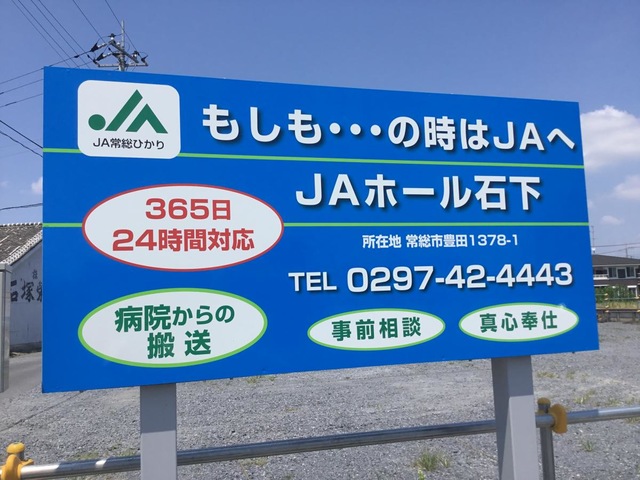 JA常総ひかり
もしも・・・の時はJAへ
JAホール石下
365日
24時間対応
所在地 常総市豊田1378-1
TEL 0297-42-4443
病院からの
搬送
事前相談
真心奉仕